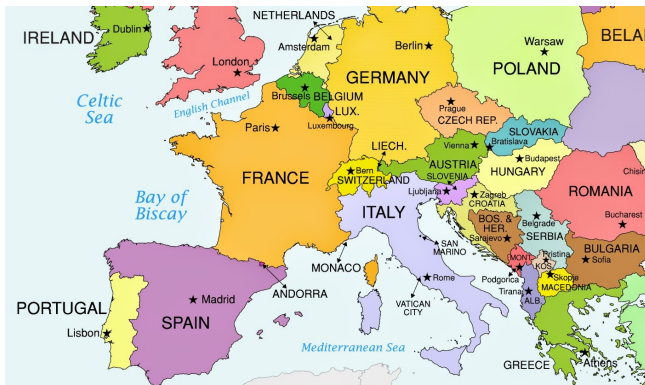 NETHERLANDS
IRELAND
Dublin
Amsterdam
Berlin
Warsaw
BELA
London
POLAND
GERMANY
Celtic
Sea
English Channel
Brussels
BELGIUM
LUX.
Luxembourg
Prague
CZECH REP.
Paris
SLOVAKIA
Vienna
Bratislava
LIECH.
AUSTRIA
Budapest
HUNGARY
Chisin
Bern
SWITZERLAND
SLOVENIA
FRANCE
Ljubljana
Zagreb
CROATIA
ROMANIA
Bay of
Biscay
ITALY
BOS. &
HER.
Belgrade
Bucharest
Sarajevo
SERBIA
SAN
MARINO
BULGARIA
MONT.
Pristina
KOS.
Sofia
MONACO
Podgorica
Skopje
MACEDONIA
ANDORRA
Rome
Tirana
ALB.
PORTUGAL
Madrid
VATICAN
CITY
Lisbon
SPAIN
Mediterranean Sea
GREECE
Athens